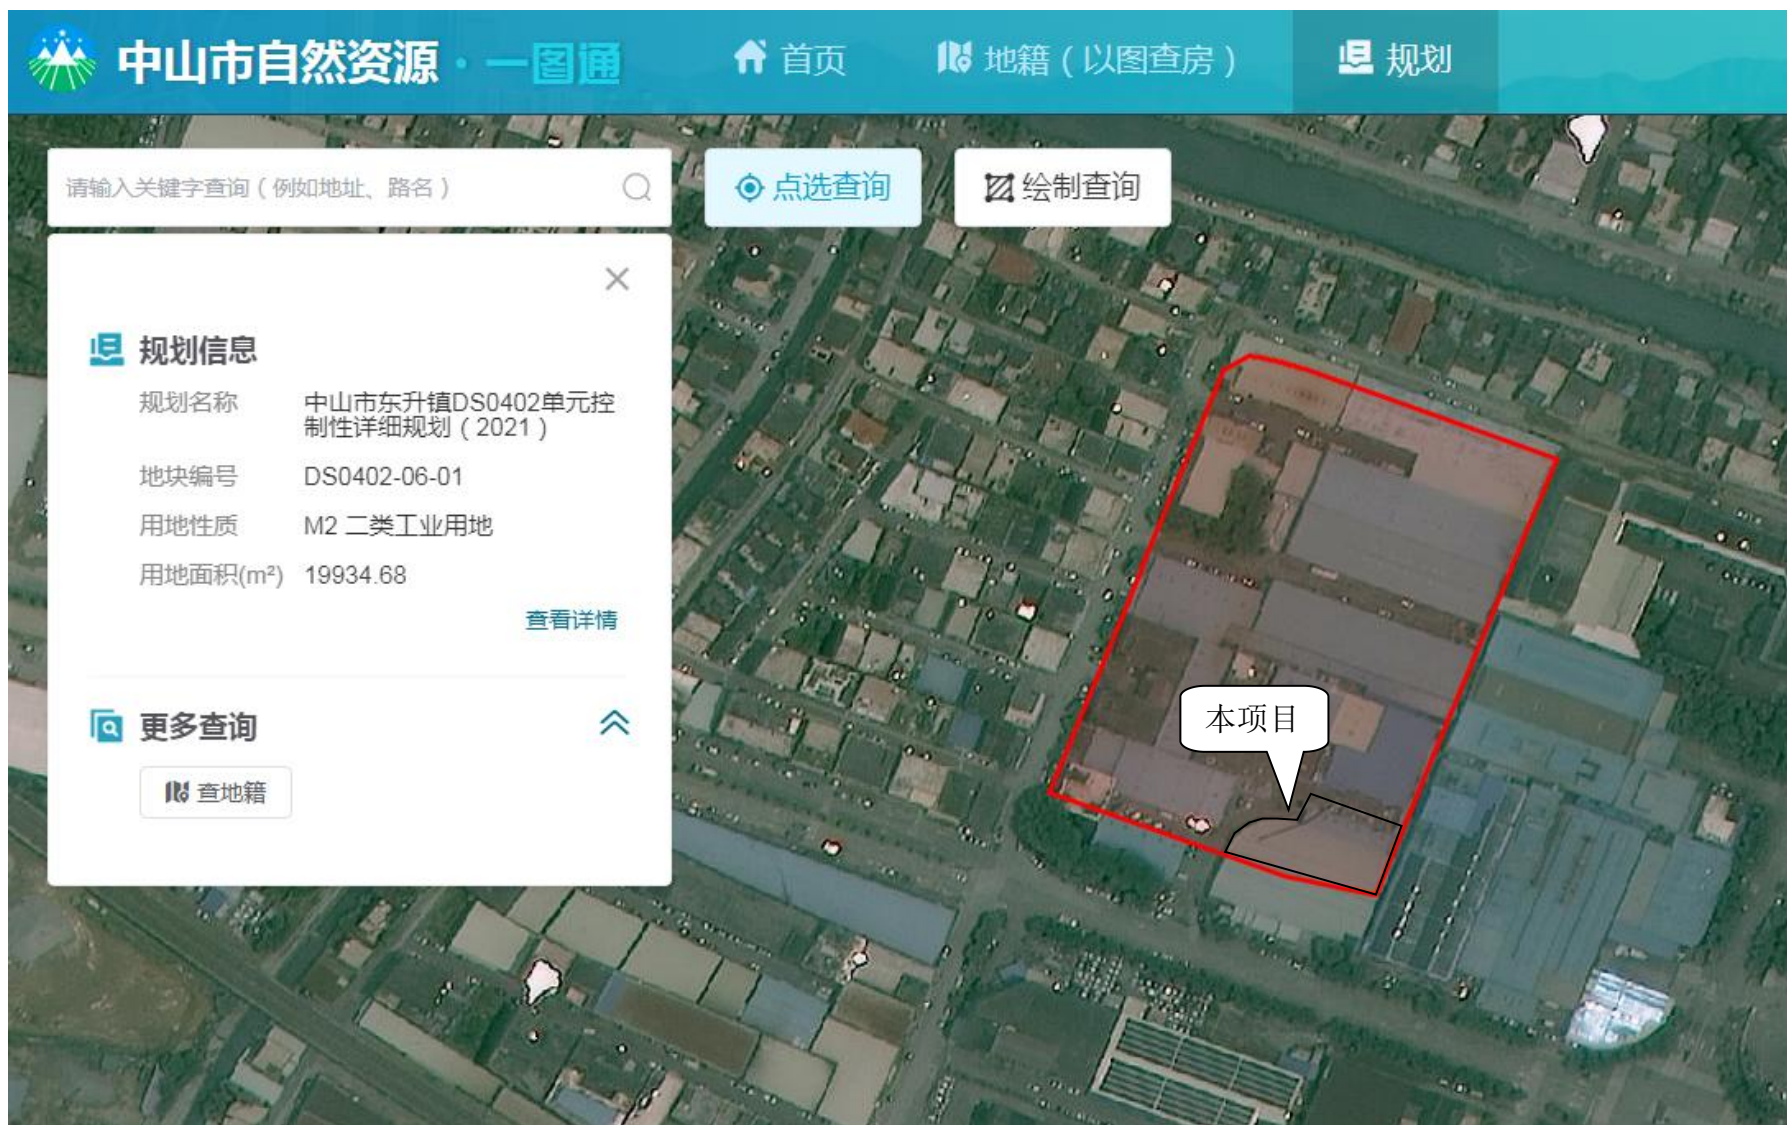 中山市自然资源·一图通
首页
地籍（以图查房）
规划
请输入关键字查询（例如地址、路名）
点选查询
绘制查询
规划信息
规划名称 中山市东升镇DS0402单元控
制性详细规划（2021）
地块编号 DS0402-06-01
用地性质 M2 二类工业用地
用地面积(m²) 19934.68
查看详情
更多查询
查地籍
本项目